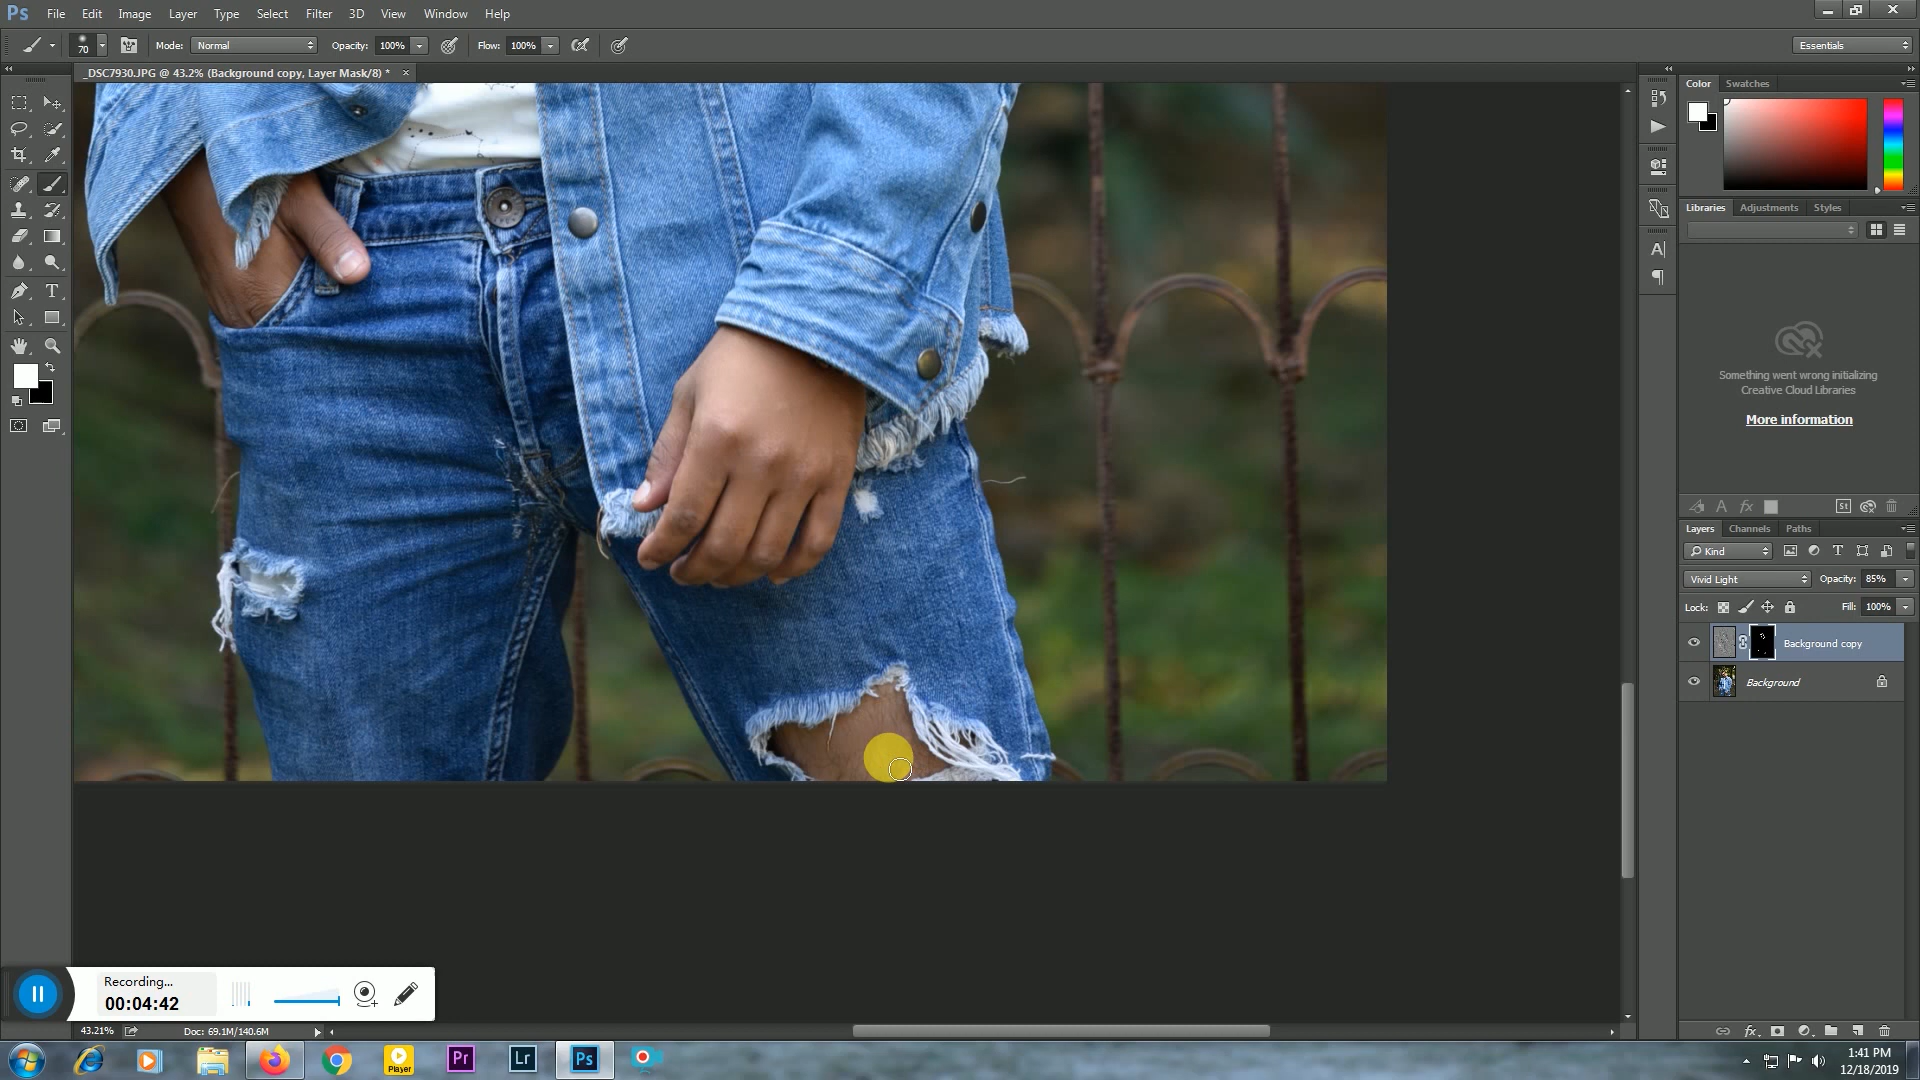 Ps File Edit Image Layer Type Select Filter 3D View Window Help
70 Mode: Normal Opacity: 100% Flow: 100% Essentials
_DSC7930.JPG @ 43.2% (Background copy, Layer Mask/8) * ×
Color Swatches
Libraries Adjustments Styles
Something went wrong initializing
Creative Cloud Libraries
More information
St
Layers Channels Paths
Kind
Vivid Light Opacity: 85%
Lock: Fill: 100%
Background copy
Background
Recording...
00:04:42
43.21% Doc: 69.1M/140.6M
Player Pr Lr Ps
1:41 PM
12/18/2019